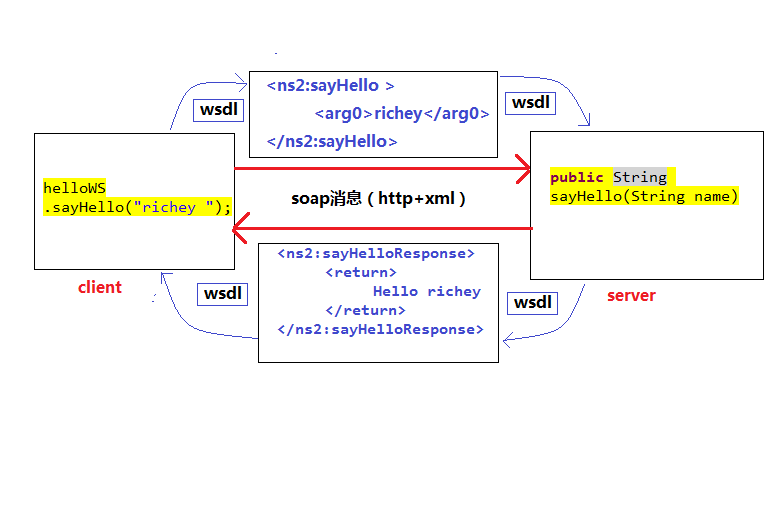 <ns2:sayHello >
<arg0>richey</arg0>
</ns2:sayHello>
wsdl
wsdl
helloWS
.sayHello("richey ");
public String
sayHello(String name)
soap消息（http+xml）
client
server
<ns2:sayHelloResponse>
<return>
Hello richey
</return>
</ns2:sayHelloResponse>
wsdl
wsdl